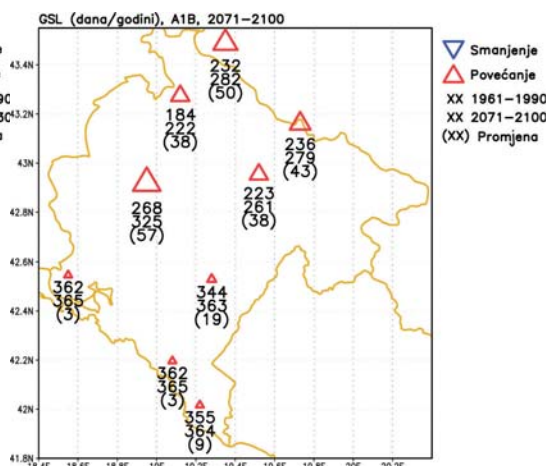 GSL (dana/godini), A1B, 2071-2100
Smanjenje
Povećanje
XX 1961-1990
XX 2071-2100
(XX) Promjena
43.4N
43.2N
43N
42.8N
42.6N
42.4N
42.2N
42N
41.8N
232
282
(50)
184
222
(38)
236
279
(43)
223
261
(38)
268
325
(57)
362
365
(3)
344
363
(19)
362
365
(3)
355
364
(9)